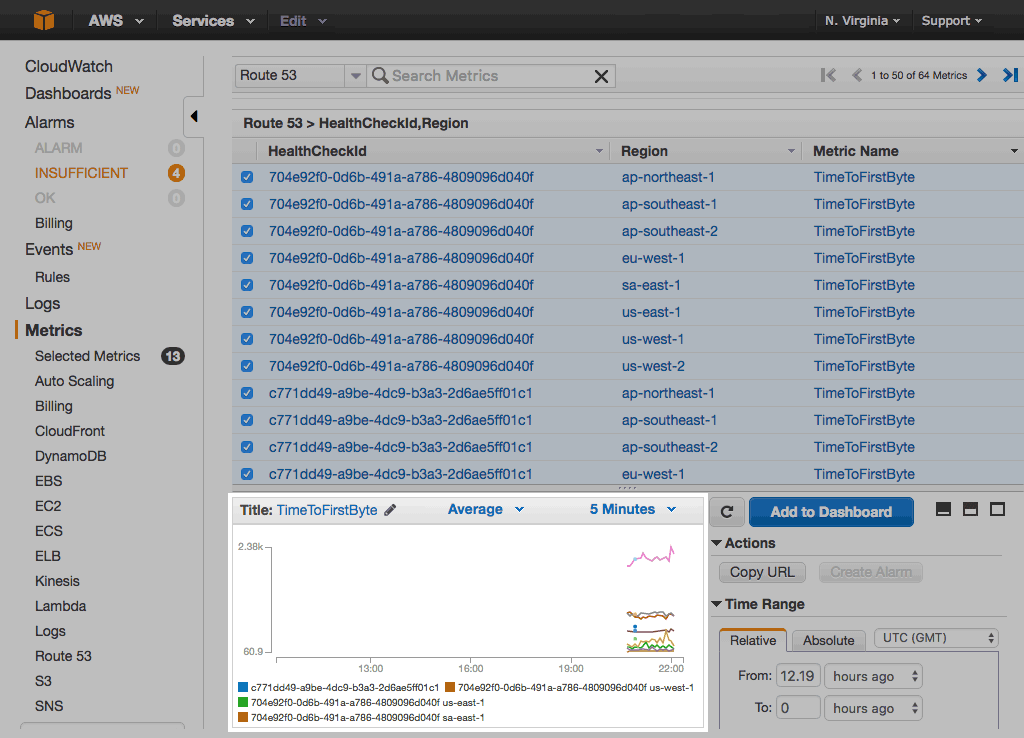 AWS Services Edit N. Virginia Support
CloudWatch
Dashboards NEW
Alarms
ALARM 0
INSUFFICIENT 4
OK 0
Billing
Events NEW
Rules
Logs
Metrics
Selected Metrics 13
Auto Scaling
Billing
CloudFront
DynamoDB
EBS
EC2
ECS
ELB
Kinesis
Lambda
Logs
Route 53
S3
SNS
Route 53 Search Metrics 1 to 50 of 64 Metrics
Route 53 > HealthCheckId,Region
HealthCheckId Region Metric Name
704e92f0-0d6b-491a-a786-4809096d040f ap-northeast-1 TimeToFirstByte
704e92f0-0d6b-491a-a786-4809096d040f ap-southeast-1 TimeToFirstByte
704e92f0-0d6b-491a-a786-4809096d040f ap-southeast-2 TimeToFirstByte
704e92f0-0d6b-491a-a786-4809096d040f eu-west-1 TimeToFirstByte
704e92f0-0d6b-491a-a786-4809096d040f sa-east-1 TimeToFirstByte
704e92f0-0d6b-491a-a786-4809096d040f us-east-1 TimeToFirstByte
704e92f0-0d6b-491a-a786-4809096d040f us-west-1 TimeToFirstByte
704e92f0-0d6b-491a-a786-4809096d040f us-west-2 TimeToFirstByte
c771dd49-a9be-4dc9-b3a3-2d6ae5ff01c1 ap-northeast-1 TimeToFirstByte
c771dd49-a9be-4dc9-b3a3-2d6ae5ff01c1 ap-southeast-1 TimeToFirstByte
c771dd49-a9be-4dc9-b3a3-2d6ae5ff01c1 ap-southeast-2 TimeToFirstByte
c771dd49-a9be-4dc9-b3a3-2d6ae5ff01c1 eu-west-1 TimeToFirstByte
Title: TimeToFirstByte Average 5 Minutes
2.38k
60.9
13:00 16:00 19:00 22:00
c771dd49-a9be-4dc9-b3a3-2d6ae5ff01c1 704e92f0-0d6b-491a-a786-4809096d040f us-west-1
704e92f0-0d6b-491a-a786-4809096d040f us-east-1
704e92f0-0d6b-491a-a786-4809096d040f sa-east-1
Add to Dashboard
Actions
Copy URL Create Alarm
Time Range
Relative Absolute UTC (GMT)
From: 12.19 hours ago
To: 0 hours ago